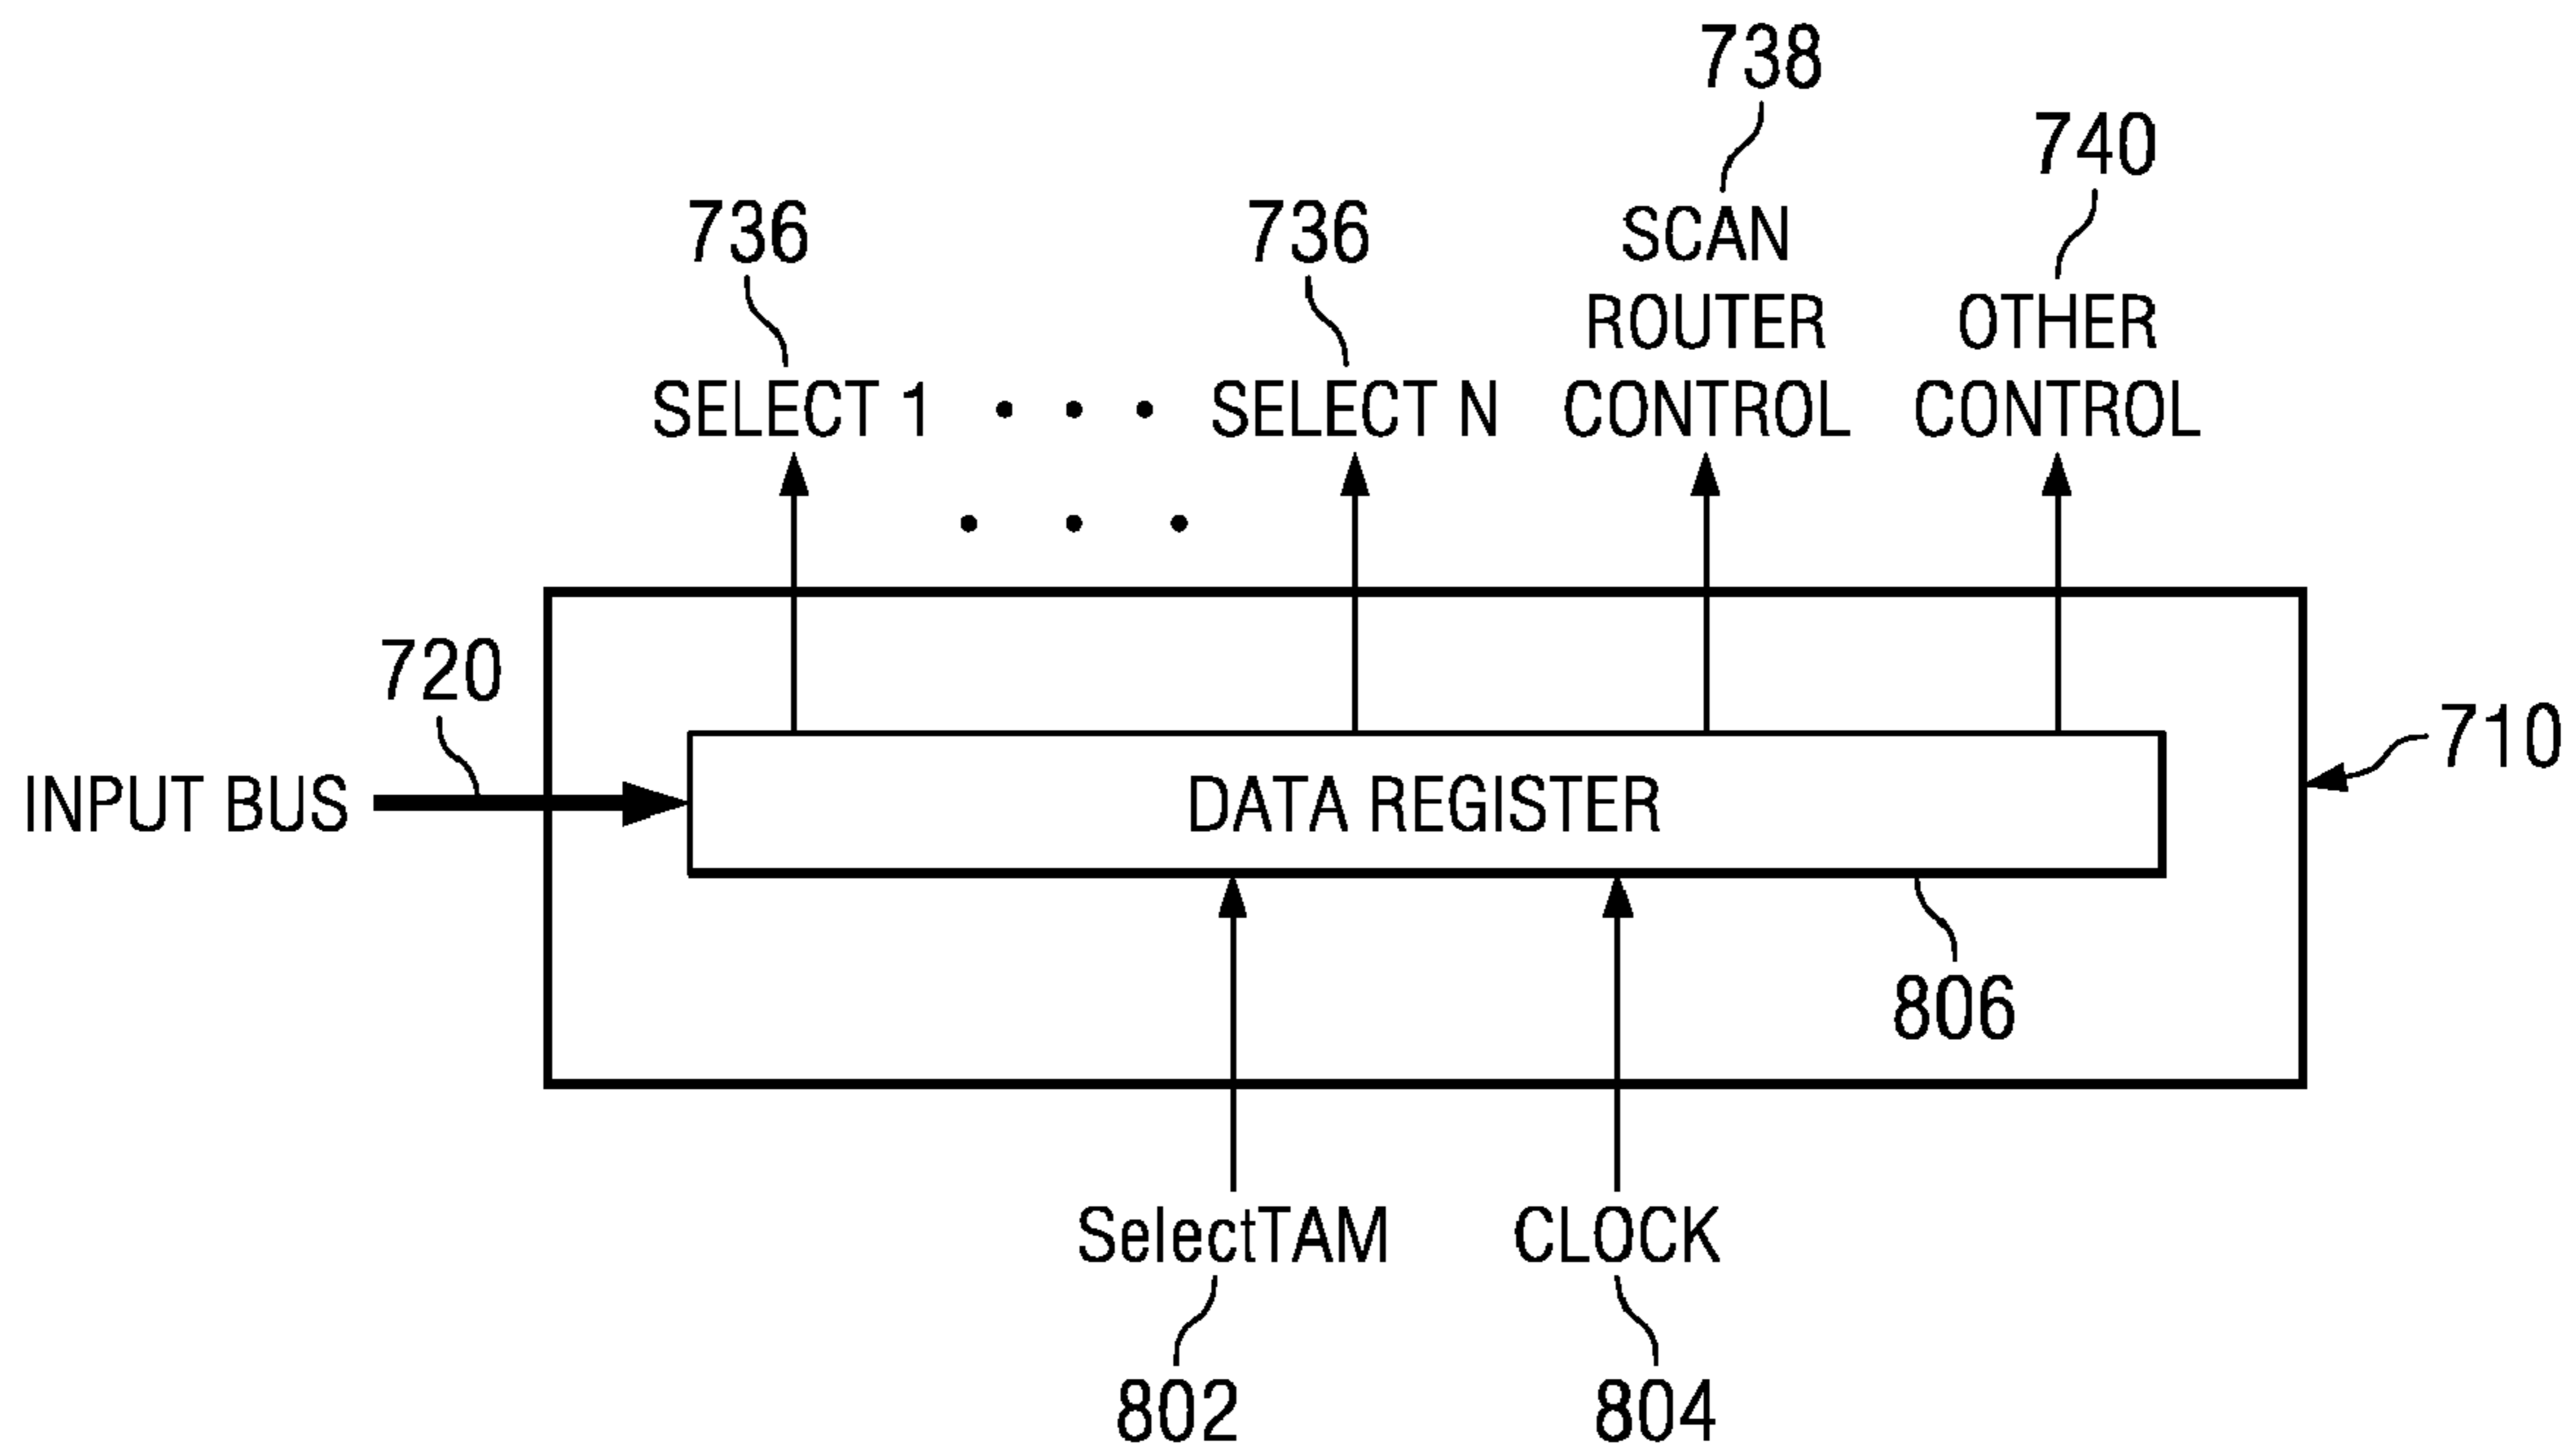 738
740
736
736
SCAN
ROUTER
CONTROL
OTHER
CONTROL
SELECT 1 • • • SELECT N
• • •
720
710
INPUT BUS
DATA REGISTER
806
SelectTAM
CLOCK
802
804